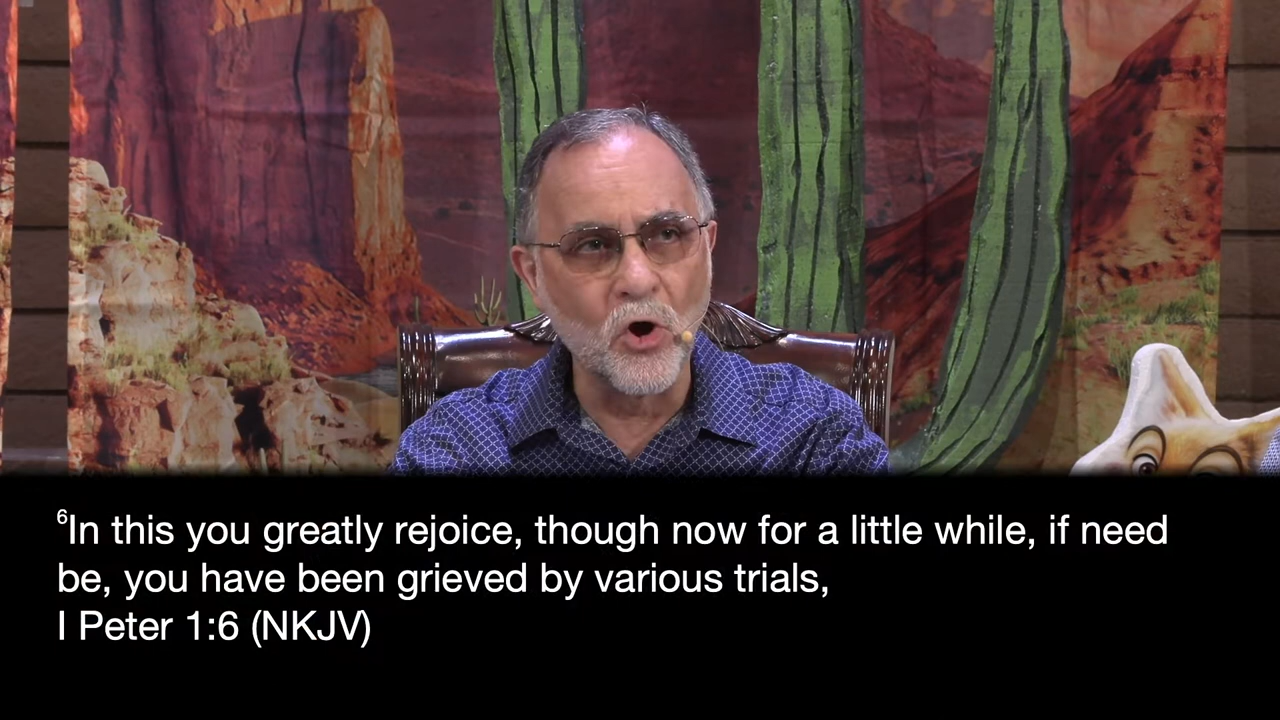 ⁶In this you greatly rejoice, though now for a little while, if need
be, you have been grieved by various trials,
I Peter 1:6 (NKJV)